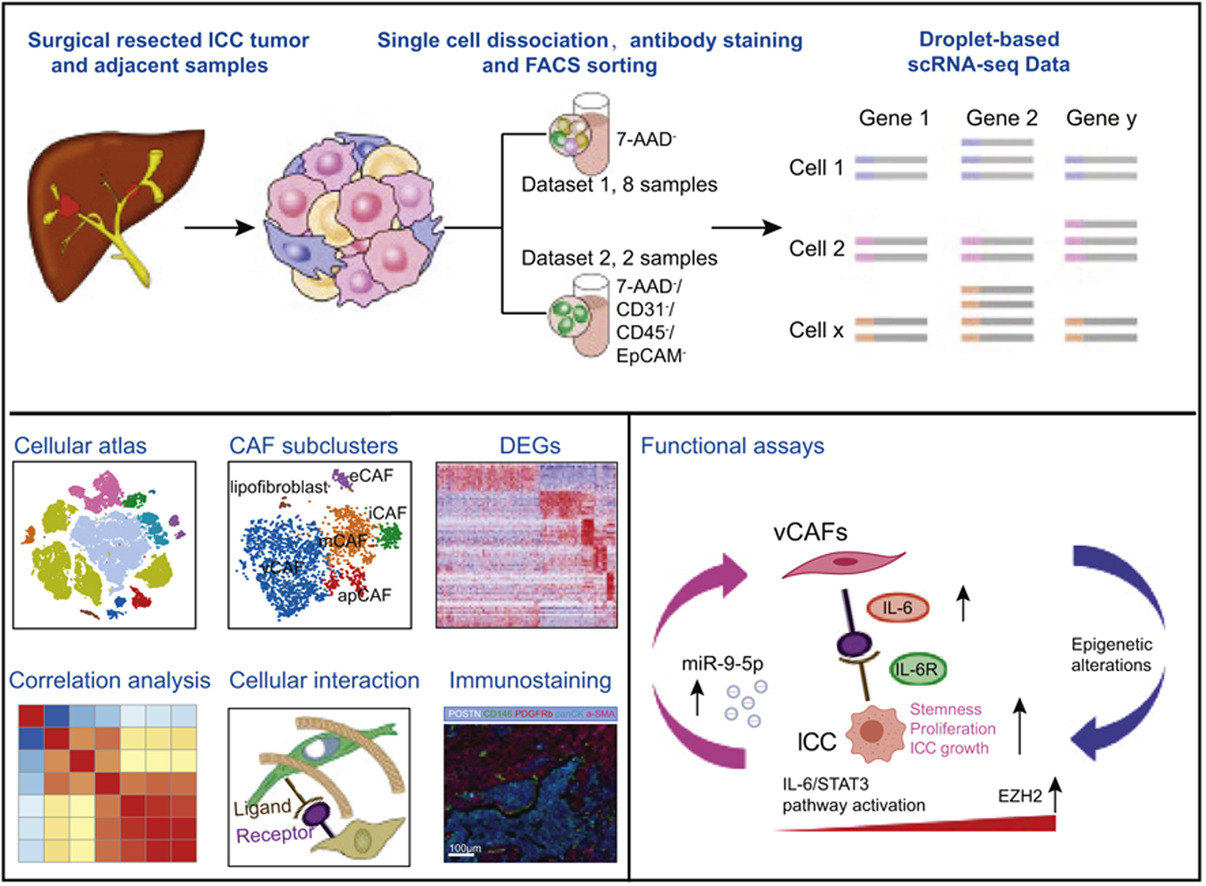 Surgical resected ICC tumor
and adjacent samples
Single cell dissociation, antibody staining
and FACS sorting
Droplet-based
scRNA-seq Data
7-AAD-
Dataset 1, 8 samples
Dataset 2, 2 samples
7-AAD-/
CD31-/
CD45-/
EpCAM-
Gene 1
Gene 2
Gene y
Cell 1
Cell 2
Cell x
Cellular atlas
CAF subclusters
eCAF
lipofibroblast
iCAF
mCAF
vCAF
apCAF
DEGs
Correlation analysis
Cellular interaction
Ligand
Receptor
Immunostaining
POSTN CD146 PDGFRb panCK a-SMA
100µm
Functional assays
vCAFs
IL-6
IL-6R
miR-9-5p
Epigenetic
alterations
ICC
Stemness
Proliferation
ICC growth
IL-6/STAT3
pathway activation
EZH2